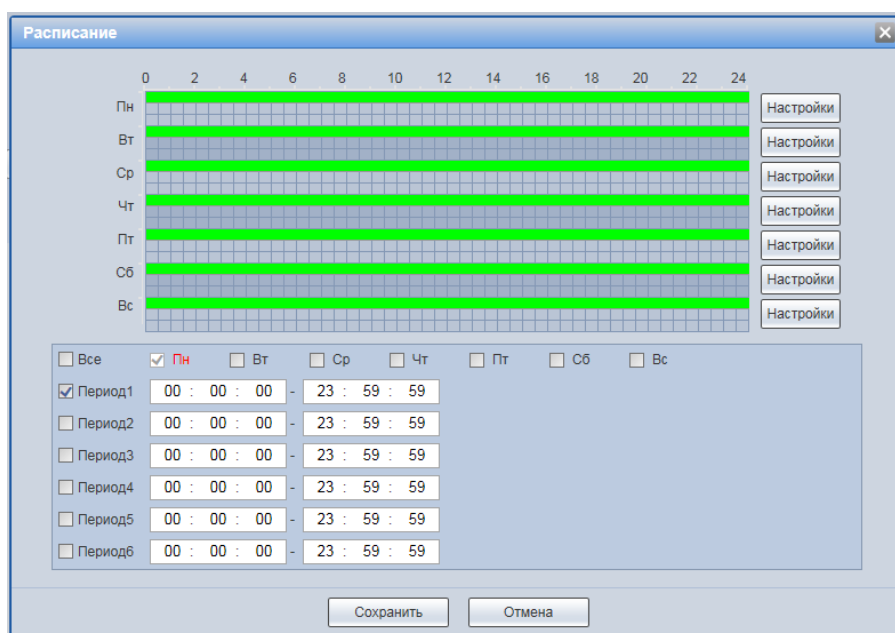 Расписание
0 2 4 6 8 10 12 14 16 18 20 22 24
Пн Настройки
Вт Настройки
Ср Настройки
Чт Настройки
Пт Настройки
Сб Настройки
Вс Настройки
Все Пн Вт Ср Чт Пт Сб Вс
Период1 00 : 00 : 00 - 23 : 59 : 59
Период2 00 : 00 : 00 - 23 : 59 : 59
Период3 00 : 00 : 00 - 23 : 59 : 59
Период4 00 : 00 : 00 - 23 : 59 : 59
Период5 00 : 00 : 00 - 23 : 59 : 59
Период6 00 : 00 : 00 - 23 : 59 : 59
Сохранить Отмена